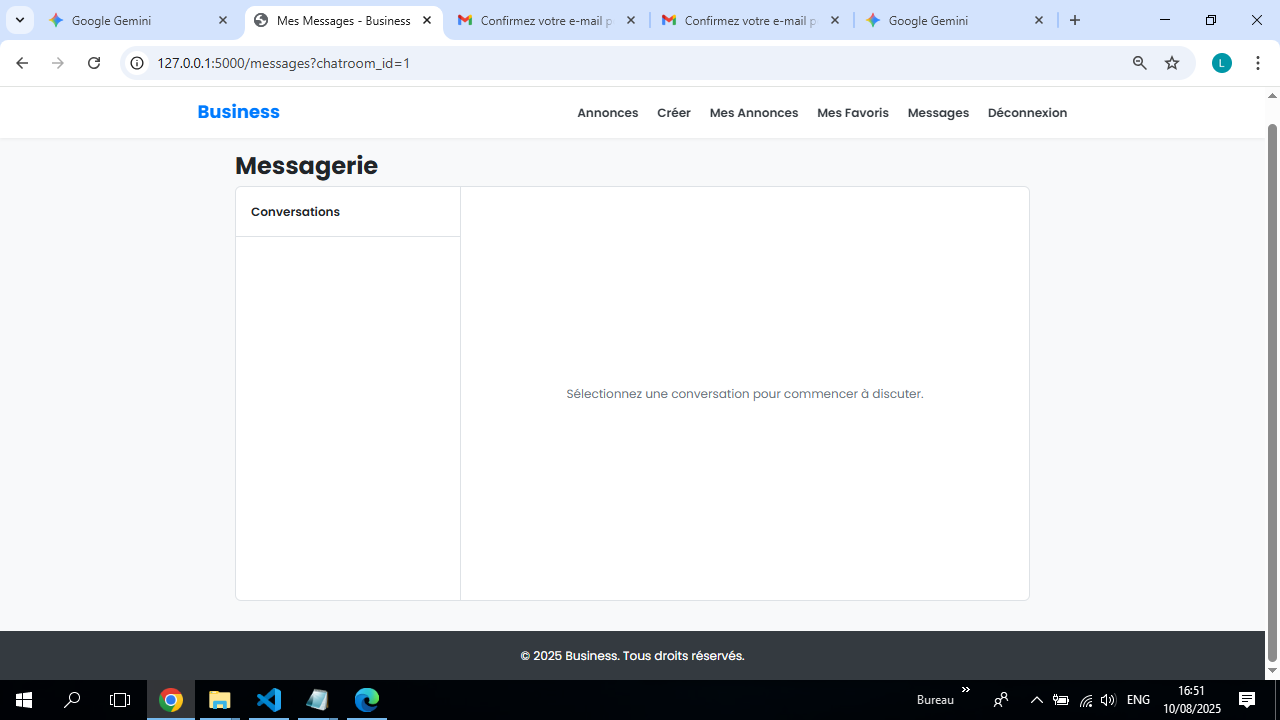 Google Gemini
Mes Messages - Business
Confirmez votre e-mail p
Confirmez votre e-mail p
Google Gemini
127.0.0.1:5000/messages?chatroom_id=1
L
Business
Annonces Créer Mes Annonces Mes Favoris Messages Déconnexion
Messagerie
Conversations
Sélectionnez une conversation pour commencer à discuter.
© 2025 Business. Tous droits réservés.
Bureau
ENG
16:51
10/08/2025